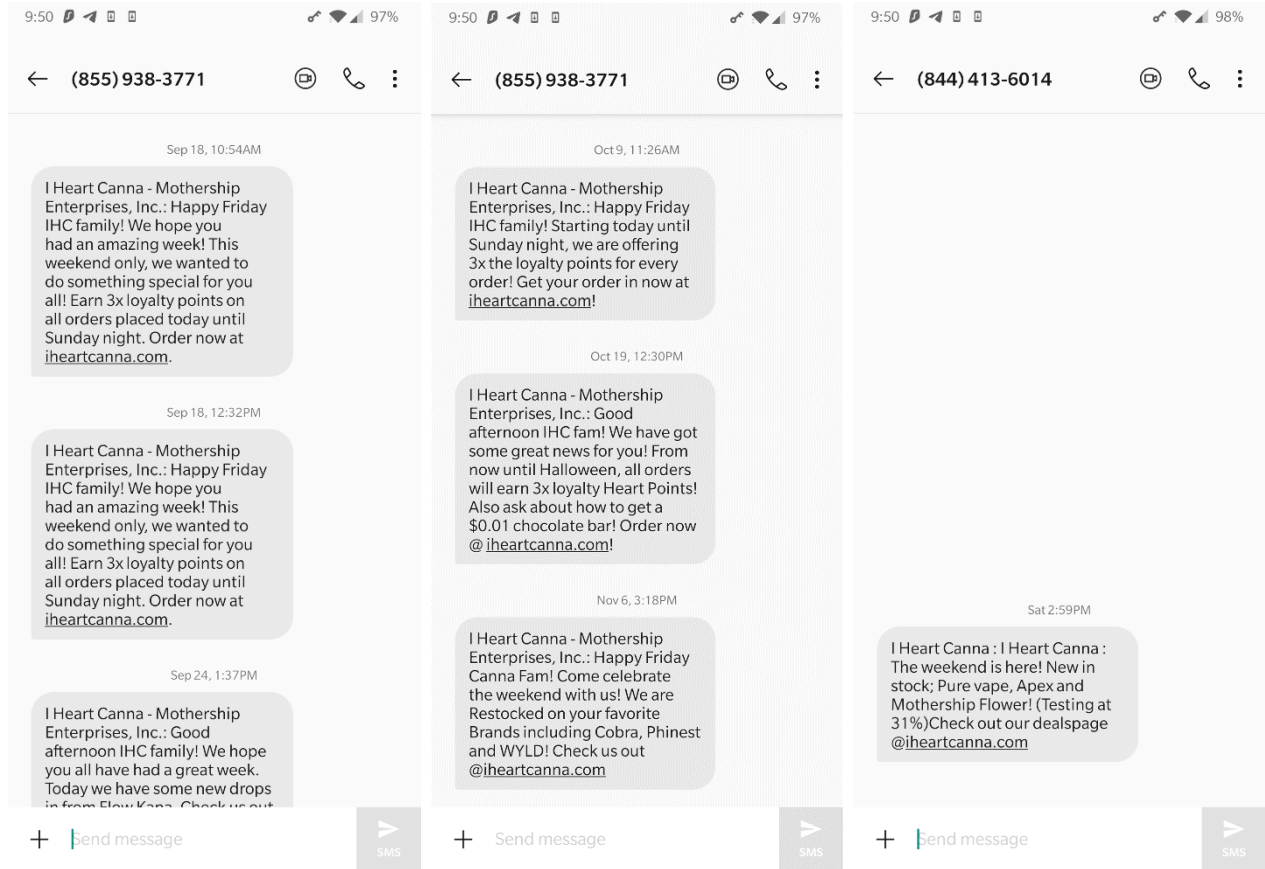 9:50 97%
(855) 938-3771
Sep 18, 10:54AM
I Heart Canna - Mothership
Enterprises, Inc.: Happy Friday
IHC family! We hope you
had an amazing week! This
weekend only, we wanted to
do something special for you
all! Earn 3x loyalty points on
all orders placed today until
Sunday night. Order now at
iheartcanna.com.
Sep 18, 12:32PM
I Heart Canna - Mothership
Enterprises, Inc.: Happy Friday
IHC family! We hope you
had an amazing week! This
weekend only, we wanted to
do something special for you
all! Earn 3x loyalty points on
all orders placed today until
Sunday night. Order now at
iheartcanna.com.
Sep 24, 1:37PM
I Heart Canna - Mothership
Enterprises, Inc.: Good
afternoon IHC family! We hope
you all have had a great week.
Today we have some new drops
in from Flow Kana. Check us out
Send message
SMS
9:50 97%
(855) 938-3771
Oct 9, 11:26AM
I Heart Canna - Mothership
Enterprises, Inc.: Happy Friday
IHC family! Starting today until
Sunday night, we are offering
3x the loyalty points for every
order! Get your order in now at
iheartcanna.com!
Oct 19, 12:30PM
I Heart Canna - Mothership
Enterprises, Inc.: Good
afternoon IHC fam! We have got
some great news for you! From
now until Halloween, all orders
will earn 3x loyalty Heart Points!
Also ask about how to get a
$0.01 chocolate bar! Order now
@ iheartcanna.com!
Nov 6, 3:18PM
I Heart Canna - Mothership
Enterprises, Inc.: Happy Friday
Canna Fam! Come celebrate
the weekend with us! We are
Restocked on your favorite
Brands including Cobra, Phinest
and WYLD! Check us out
@iheartcanna.com
Send message
SMS
9:50 98%
(844) 413-6014
Sat 2:59PM
I Heart Canna : I Heart Canna :
The weekend is here! New in
stock; Pure vape, Apex and
Mothership Flower! (Testing at
31%)Check out our dealspage
@iheartcanna.com
Send message
SMS